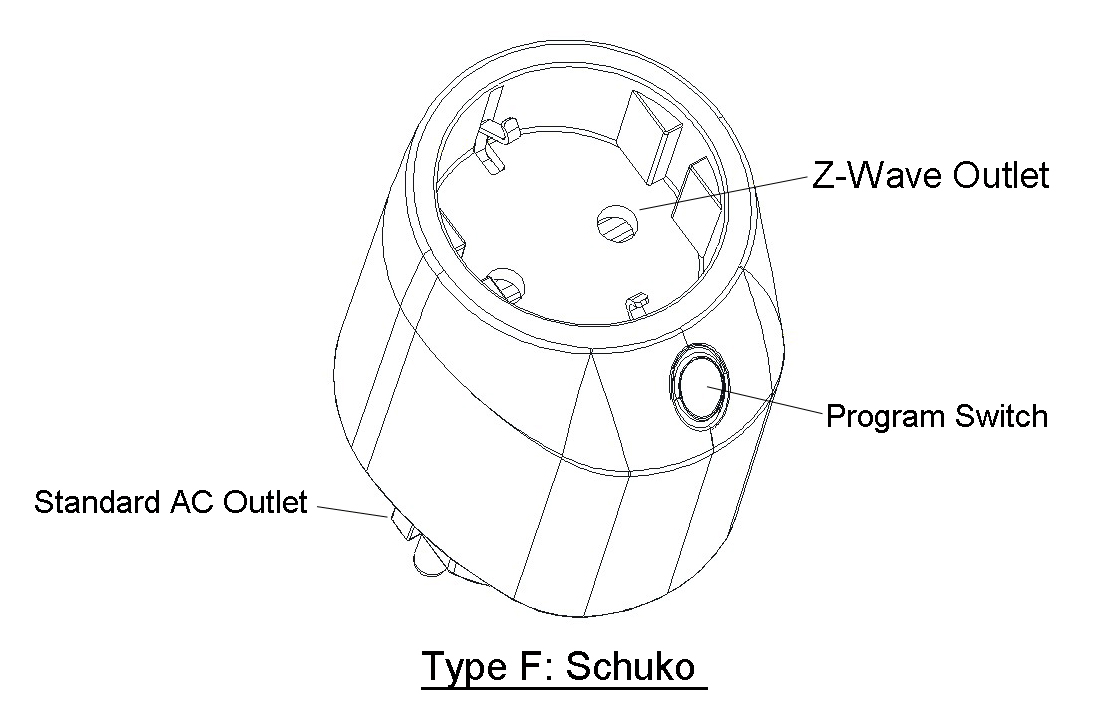 Z-Wave Outlet
Program Switch
Standard AC Outlet
Type F: Schuko